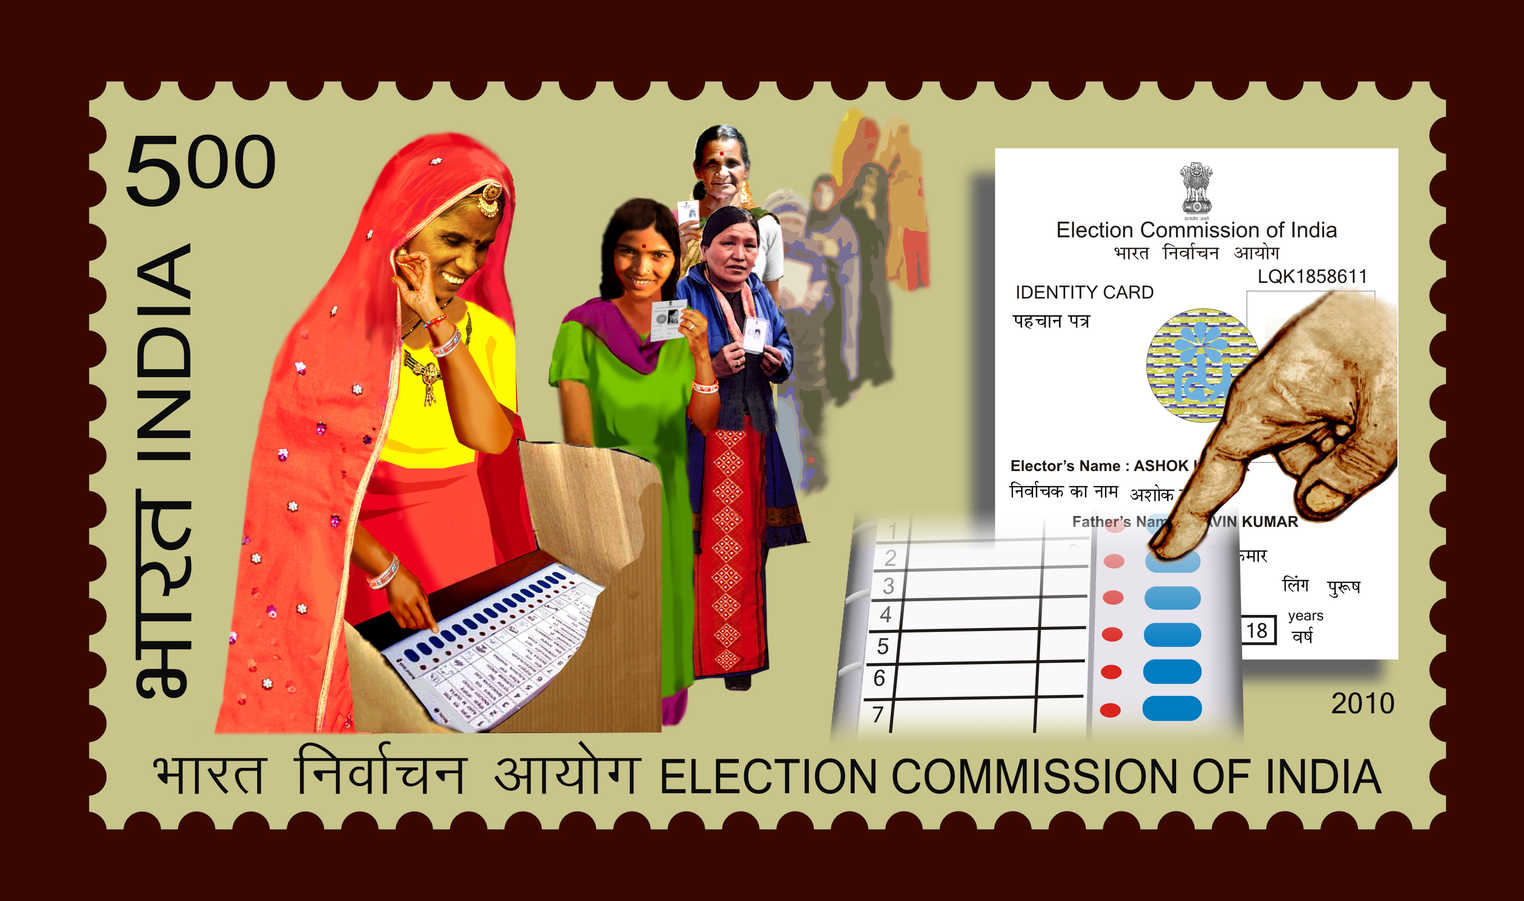 5.00
भारत INDIA
Election Commission of India
भारत निर्वाचन आयोग
LQK1858611
IDENTITY CARD
पहचान पत्र
Elector's Name : ASHOK
निर्वाचक का नाम अशोक
Father's VIN KUMAR
लिंग पुरूष
18 years
वर्ष
1
2
3
4
5
6
7
2010
भारत निर्वाचन आयोग ELECTION COMMISSION OF INDIA